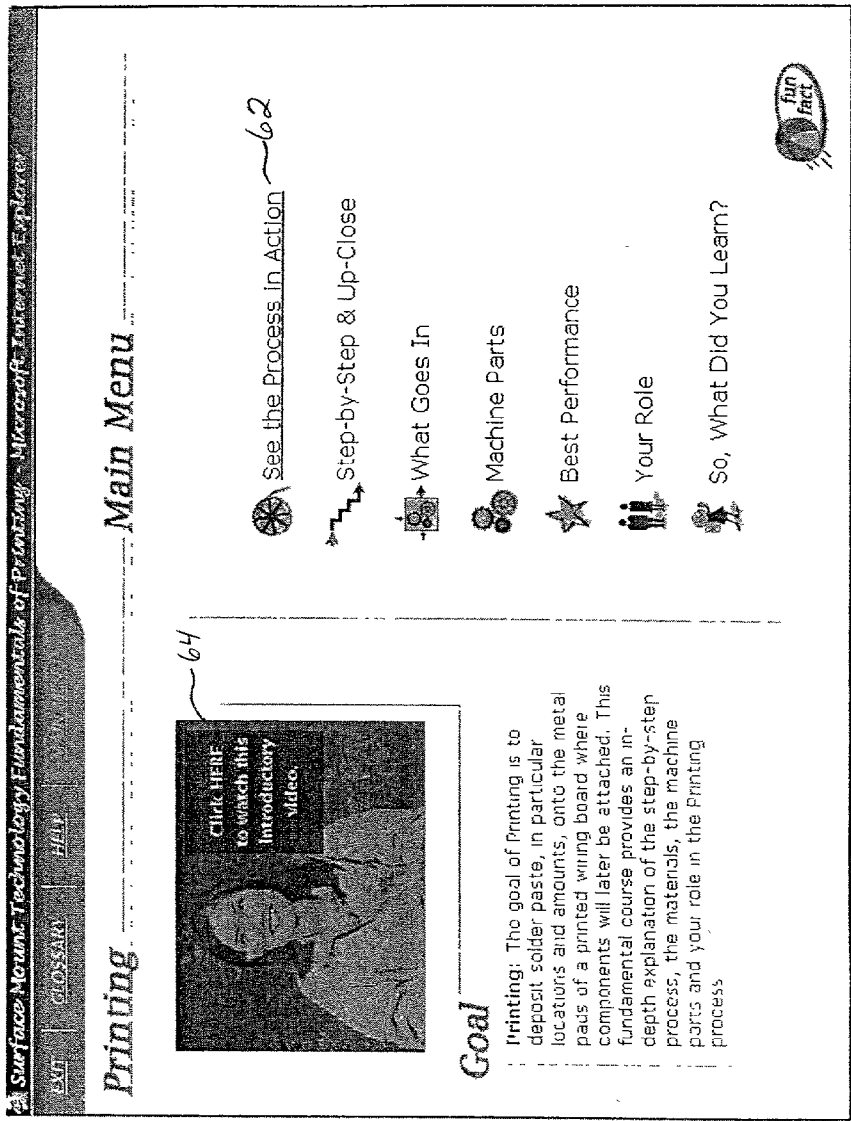 Surface Mount Technology Fundamentals of Printing - Microsoft Internet Explorer
EXIT GLOSSARY HELP
Printing Main Menu
64
Click HERE
to watch this
introductory
video.
Goal
Printing: The goal of Printing is to
deposit solder paste, in particular
locations and amounts, onto the metal
pads of a printed wiring board where
components will later be attached. This
fundamental course provides an in-
depth explanation of the step-by-step
process, the materials, the machine
parts and your role in the Printing
process
See the Process in Action 62
Step-by-Step & Up-Close
What Goes In
Machine Parts
Best Performance
Your Role
So, What Did You Learn?
fun
fact